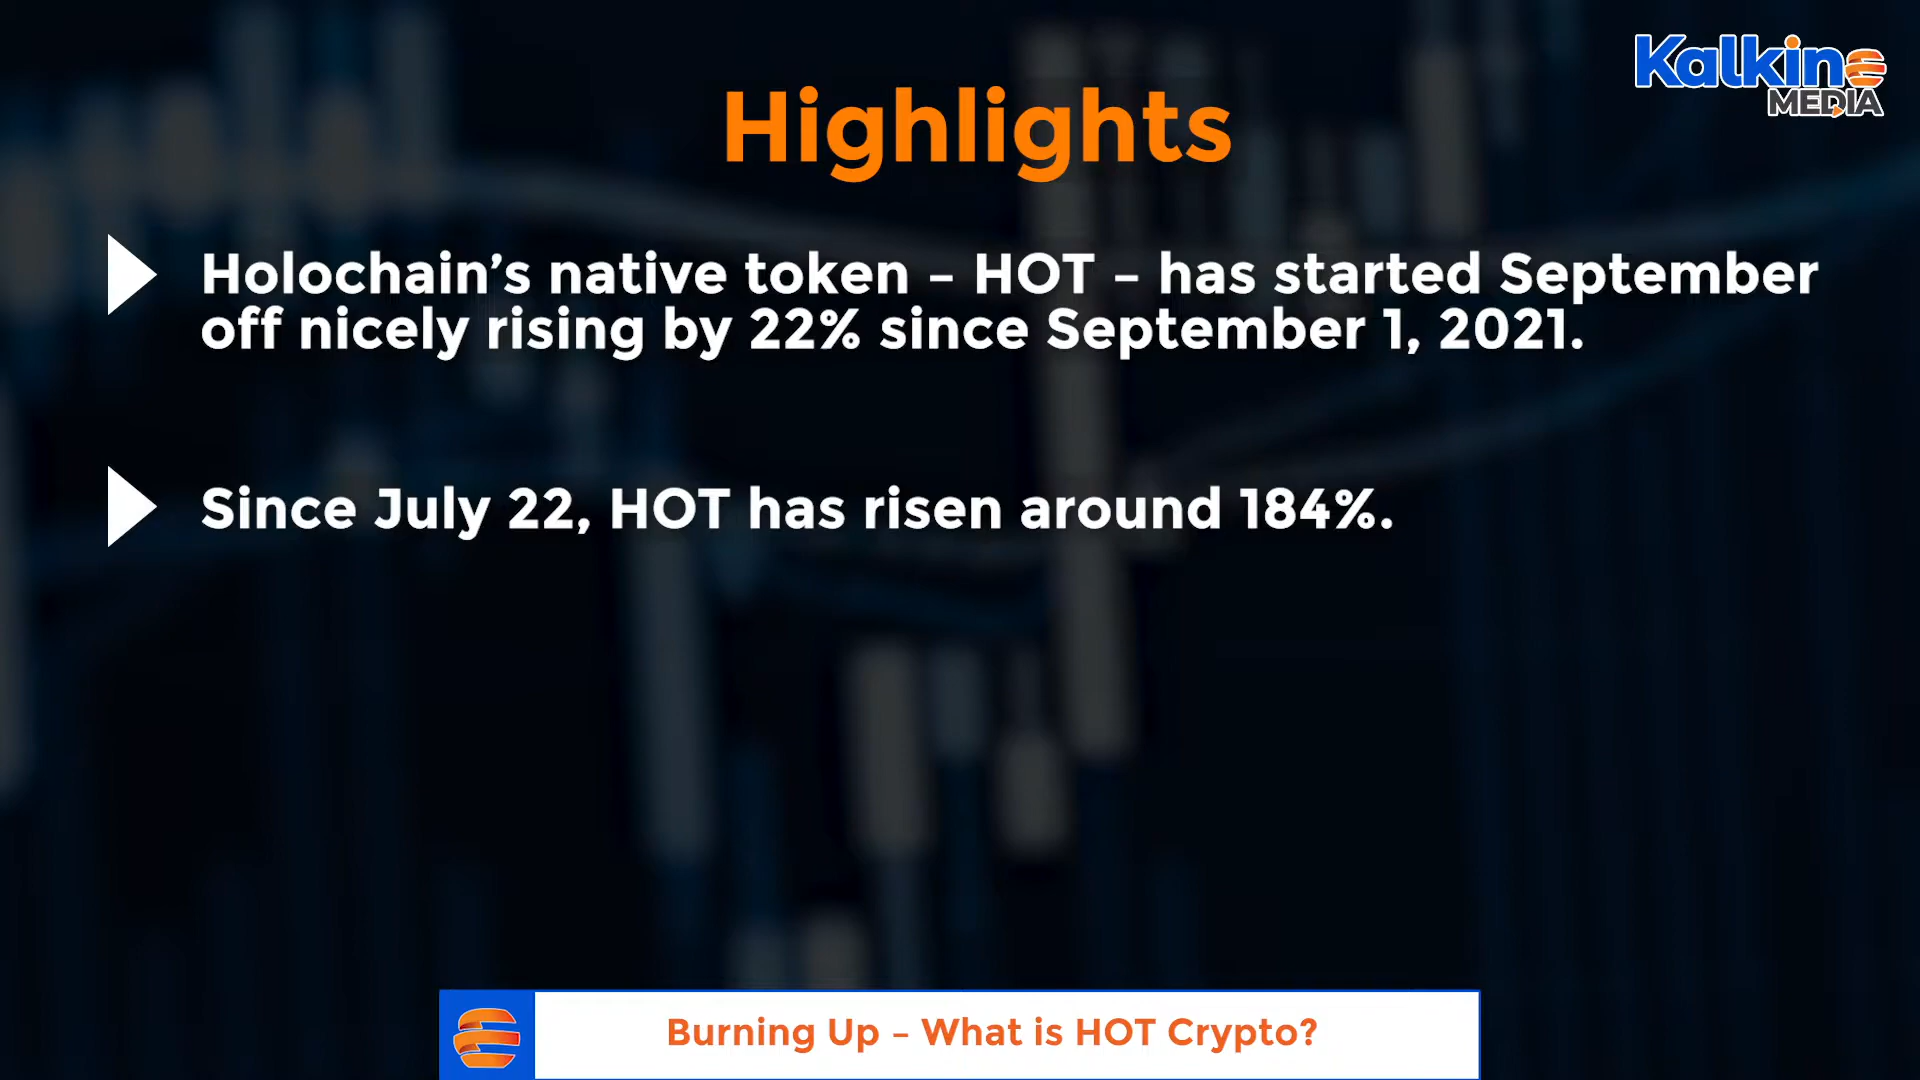 Kalkine
MEDIA
Highlights
Holochain’s native token – HOT – has started September
off nicely rising by 22% since September 1, 2021.
Since July 22, HOT has risen around 184%.
Burning Up – What is HOT Crypto?